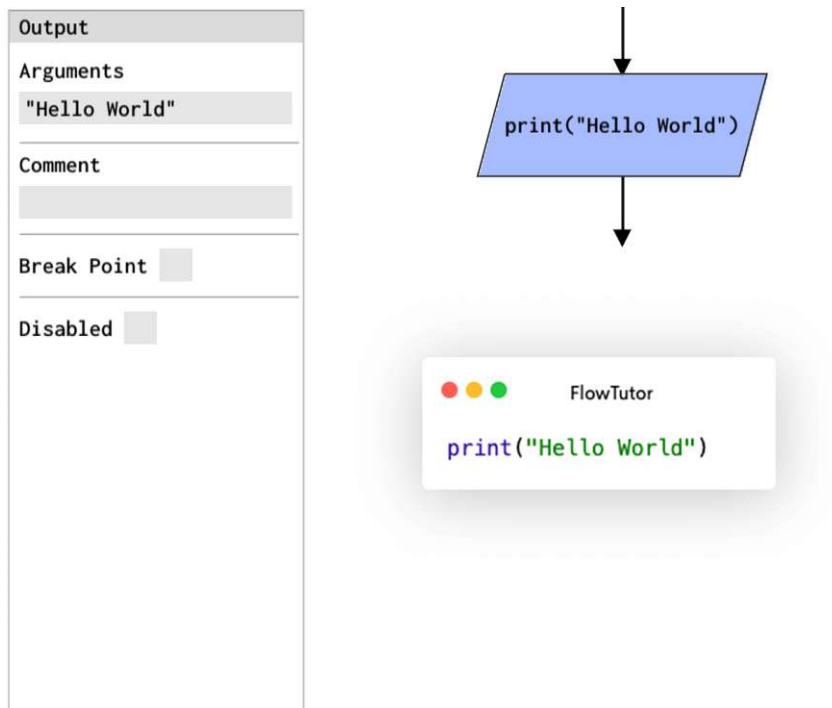 Output
Arguments
"Hello World"
Comment
Break Point
Disabled
print("Hello World")
FlowTutor
print("Hello World")